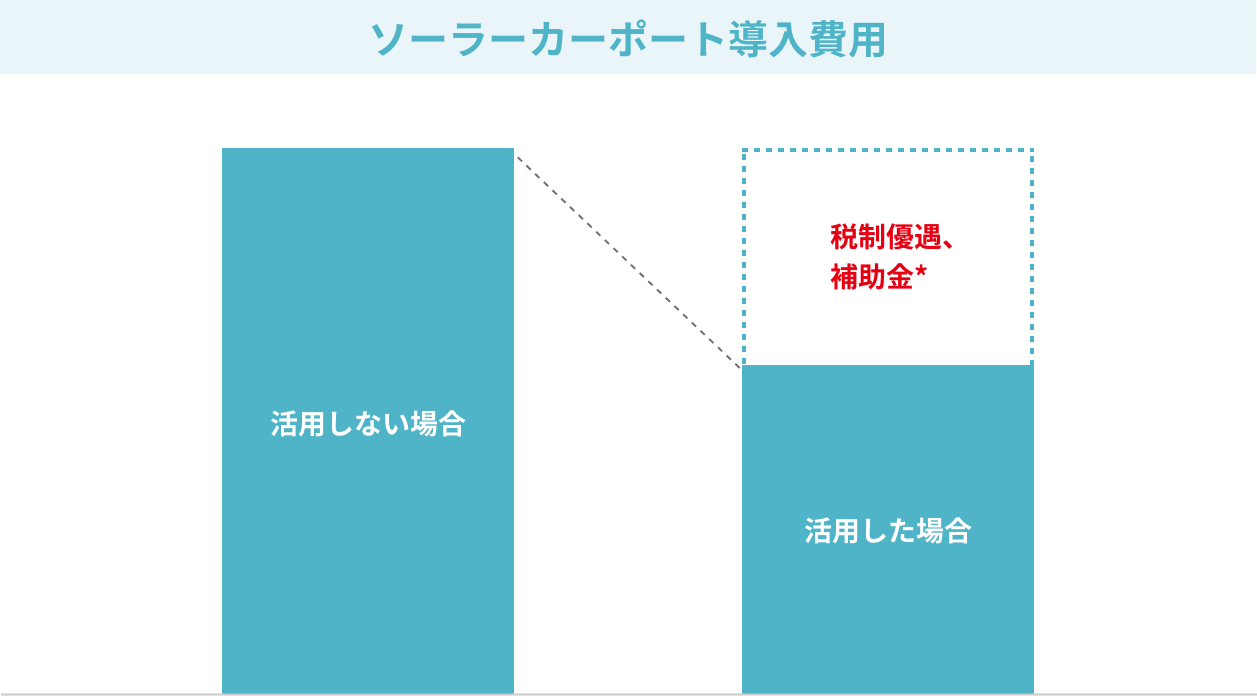 ソーラーカーポート導入費用
税制優遇、
補助金*
活用しない場合
活用した場合